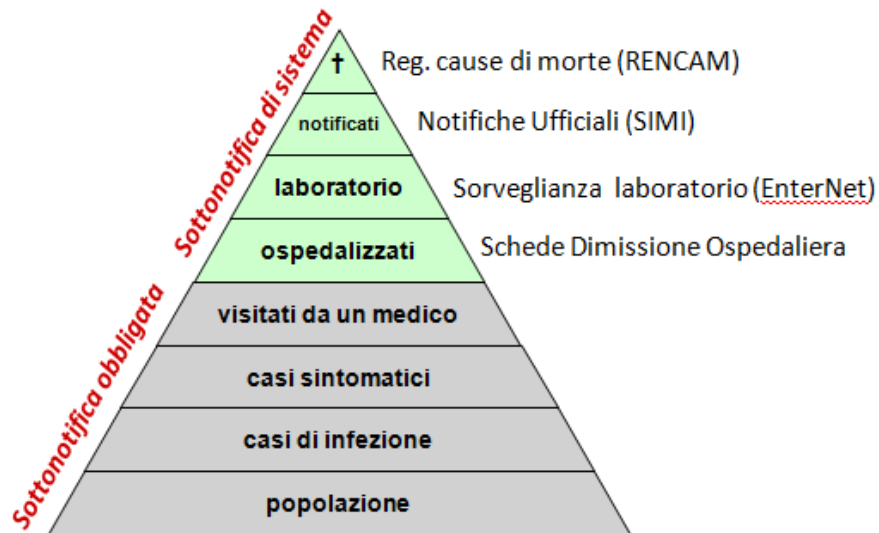 Sottonotifica di sistema
Sottonotifica obbligata
✝ Reg. cause di morte (RENCAM)
notificati Notifiche Ufficiali (SIMI)
laboratorio Sorveglianza laboratorio (EnterNet)
ospedalizzati Schede Dimissione Ospedaliera
visitati da un medico
casi sintomatici
casi di infezione
popolazione